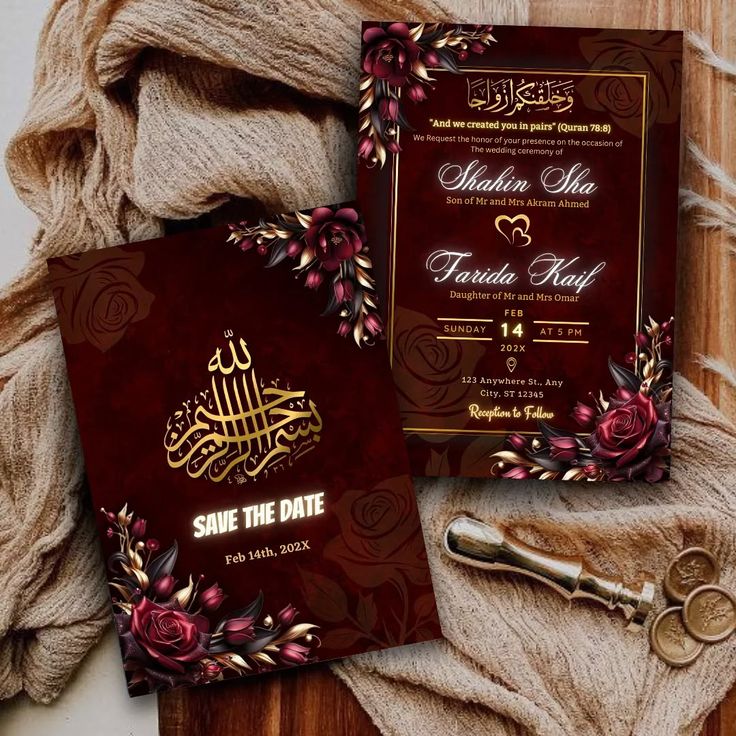 وَخَلَقْنَكُمْ أَزْوَاجًا
"And we created you in pairs" (Quran 78:8)
We Request the honor of your presence on the occasion of
The wedding ceremony of
Shahin Sha
Son of Mr and Mrs Akram Ahmed
Farida Kaif
Daughter of Mr and Mrs Omar
FEB
SUNDAY 14 AT 5 PM
202X
123 Anywhere St., Any
City, ST 12345
Reception to Follow
بسم الله الرحمن الرحيم
SAVE THE DATE
Feb 14th, 202X